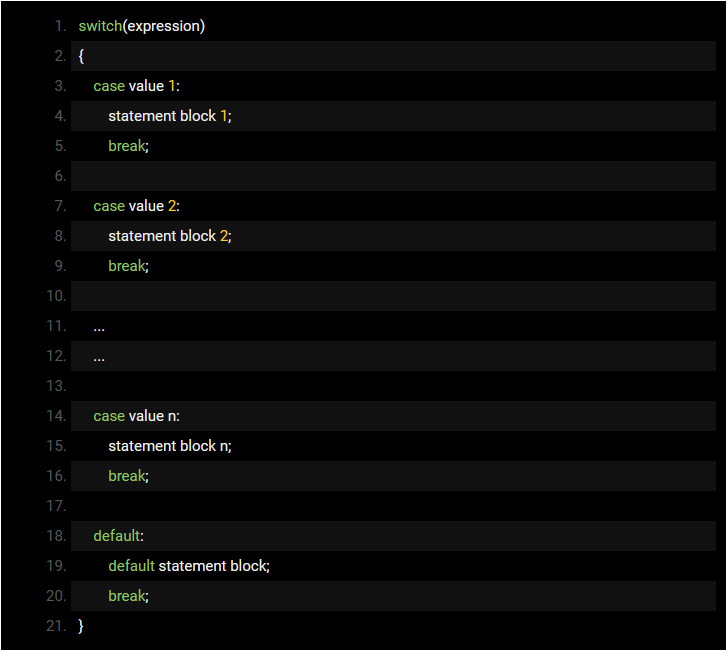 1. switch(expression)
2. {
3. case value 1:
4. statement block 1;
5. break;
6.
7. case value 2:
8. statement block 2;
9. break;
10.
11. ...
12. ...
13.
14. case value n:
15. statement block n;
16. break;
17.
18. default:
19. default statement block;
20. break;
21. }